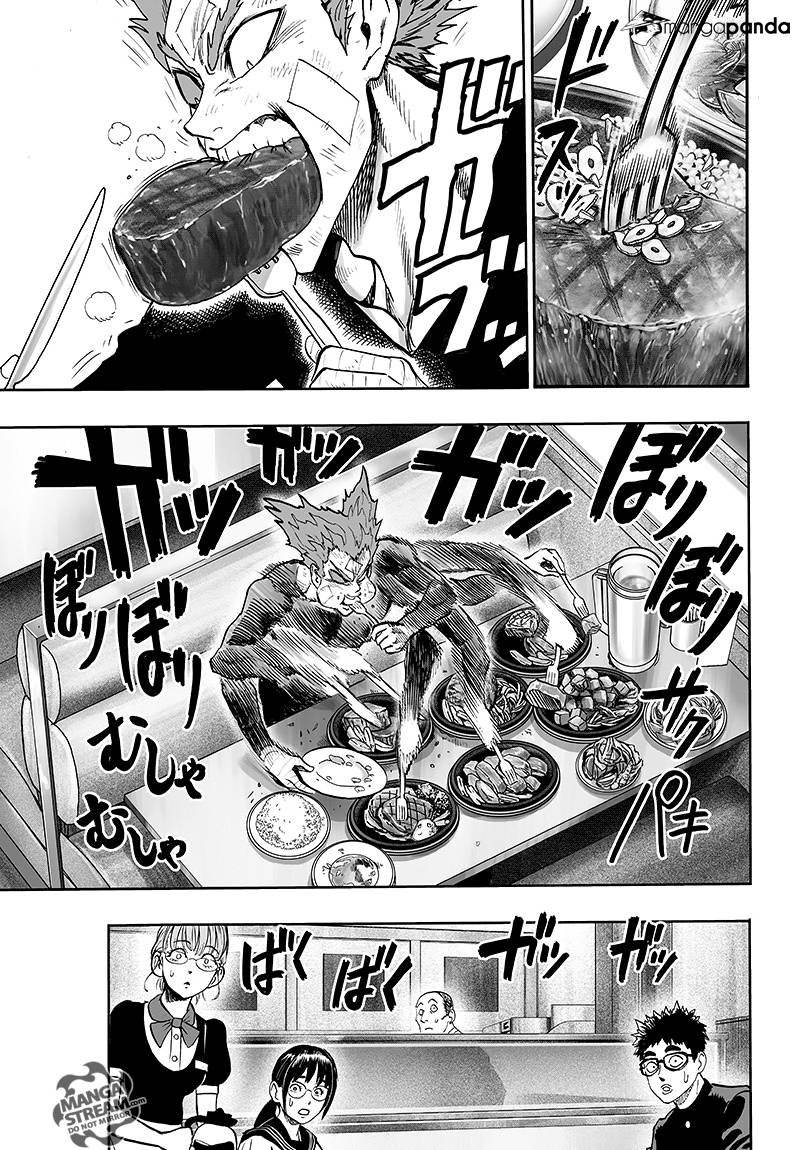 mangapanda
ドスッ
ガブッ
ぼり
ぼり
サク
パキ
ガッ
ガッ
ガッ
ぼり
ぼり
むしゃ
むしゃ
ガッ
ガッ
ばく
ばく
MANGA
STREAM.com
DO NOT MIRROR!